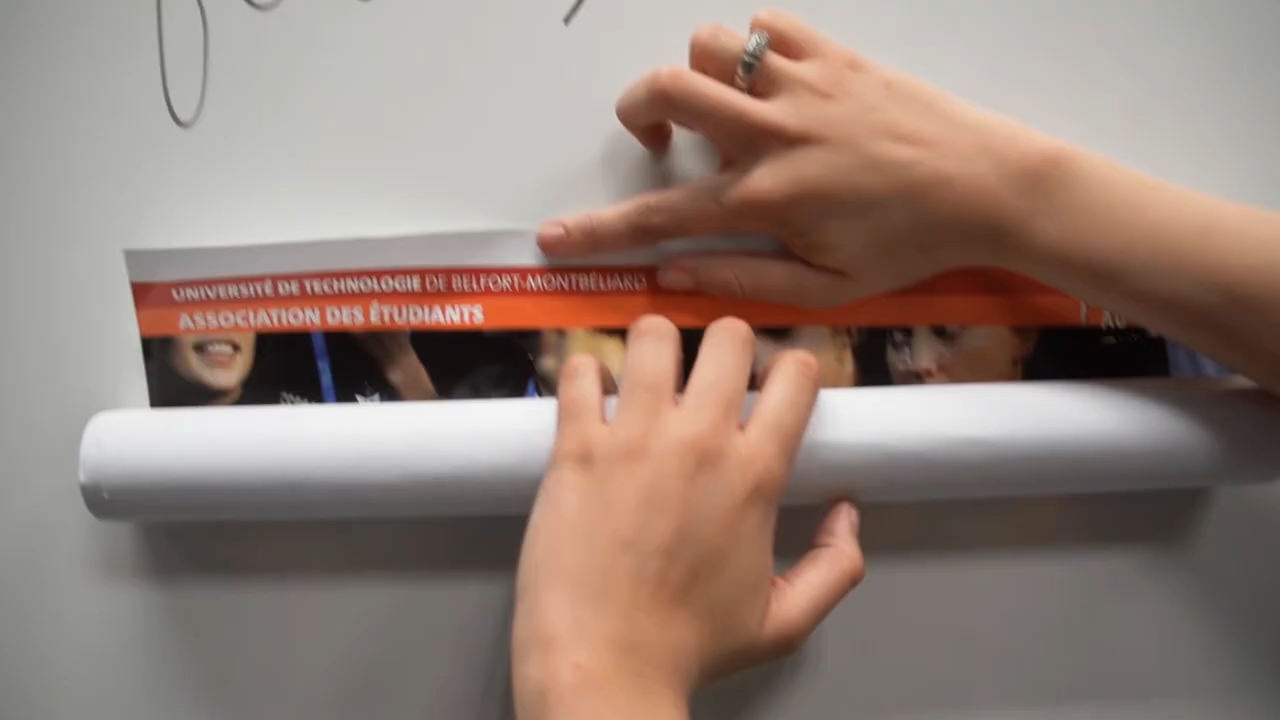 UNIVERSITÉ DE TECHNOLOGIE DE BELFORT-MONTBÉLIARD
ASSOCIATION DES ÉTUDIANTS